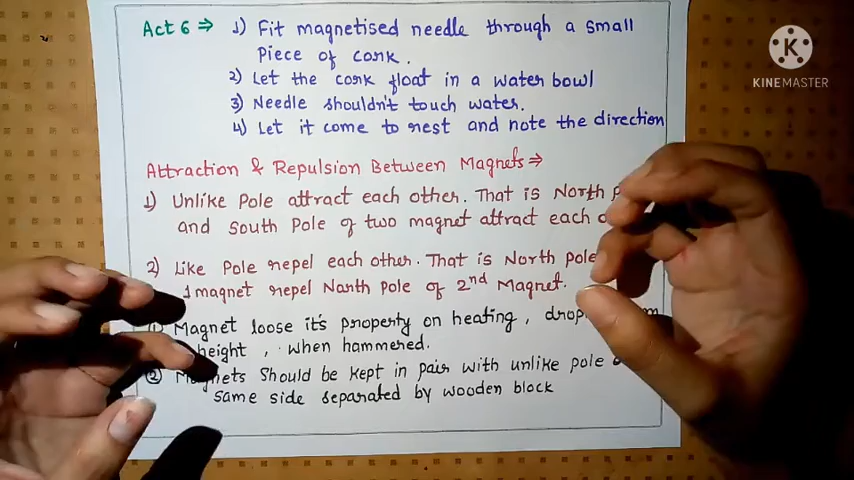 Act 6 ⇒ 1) Fit magnetised needle through a small
Piece of cork.
2) Let the cork float in a water bowl
3) Needle shouldn't touch water.
4) Let it come to rest and note the direction
Attraction & Repulsion Between Magnets ⇒
1) Unlike Pole attract each other. That is North
and South Pole of two magnet attract each
2) Like Pole repel each other. That is North pole
1 magnet repel North Pole of 2nd Magnet.
Magnet loose it's property on heating, drop
height, when hammered.
② Magnets Should be kept in pair with unlike pole
same side separated by wooden block
K
KINEMASTER